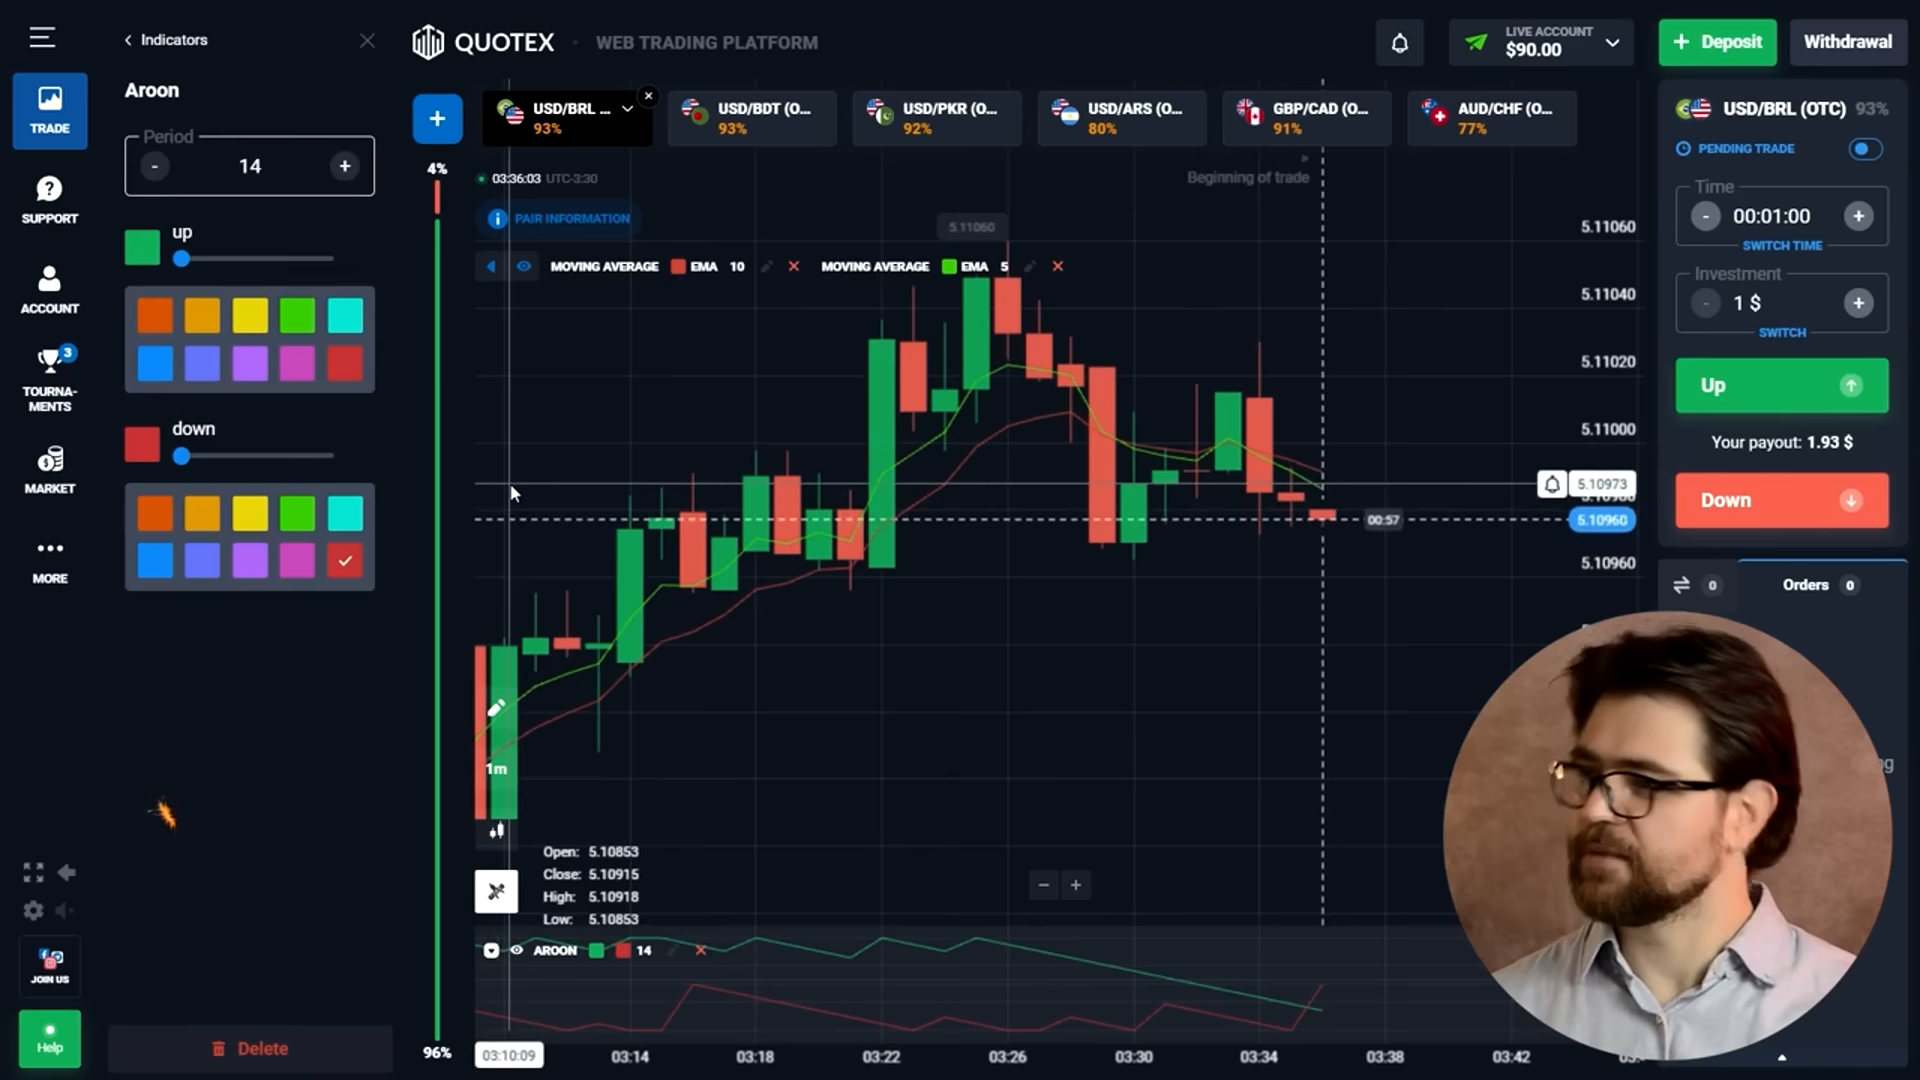 Indicators
QUOTEX
WEB TRADING PLATFORM
LIVE ACCOUNT
$90.00
+ Deposit
Withdrawal
TRADE
SUPPORT
ACCOUNT
3
TOURNA-
MENTS
MARKET
MORE
JOIN US
Help
Aroon
Period
- 14 +
up
down
Delete
+
USD/BRL ...
93%
USD/BDT (O...
93%
USD/PKR (O...
92%
USD/ARS (O...
80%
GBP/CAD (O...
91%
AUD/CHF (O...
77%
4%
96%
03:36:03 UTC-3:30
Beginning of trade
PAIR INFORMATION
5.11060
MOVING AVERAGE EMA 10
MOVING AVERAGE EMA 5
5.11060
5.11040
5.11020
5.11000
5.10973
5.10960
5.10960
00:57
1m
Open: 5.10853
Close: 5.10915
High: 5.10918
Low: 5.10853
− +
AROON 14
03:10:09
03:14
03:18
03:22
03:26
03:30
03:34
03:38
03:42
USD/BRL (OTC) 93%
PENDING TRADE
Time
- 00:01:00 +
SWITCH TIME
Investment
- 1 $ +
SWITCH
Up
Your payout: 1.93 $
Down
0
Orders 0